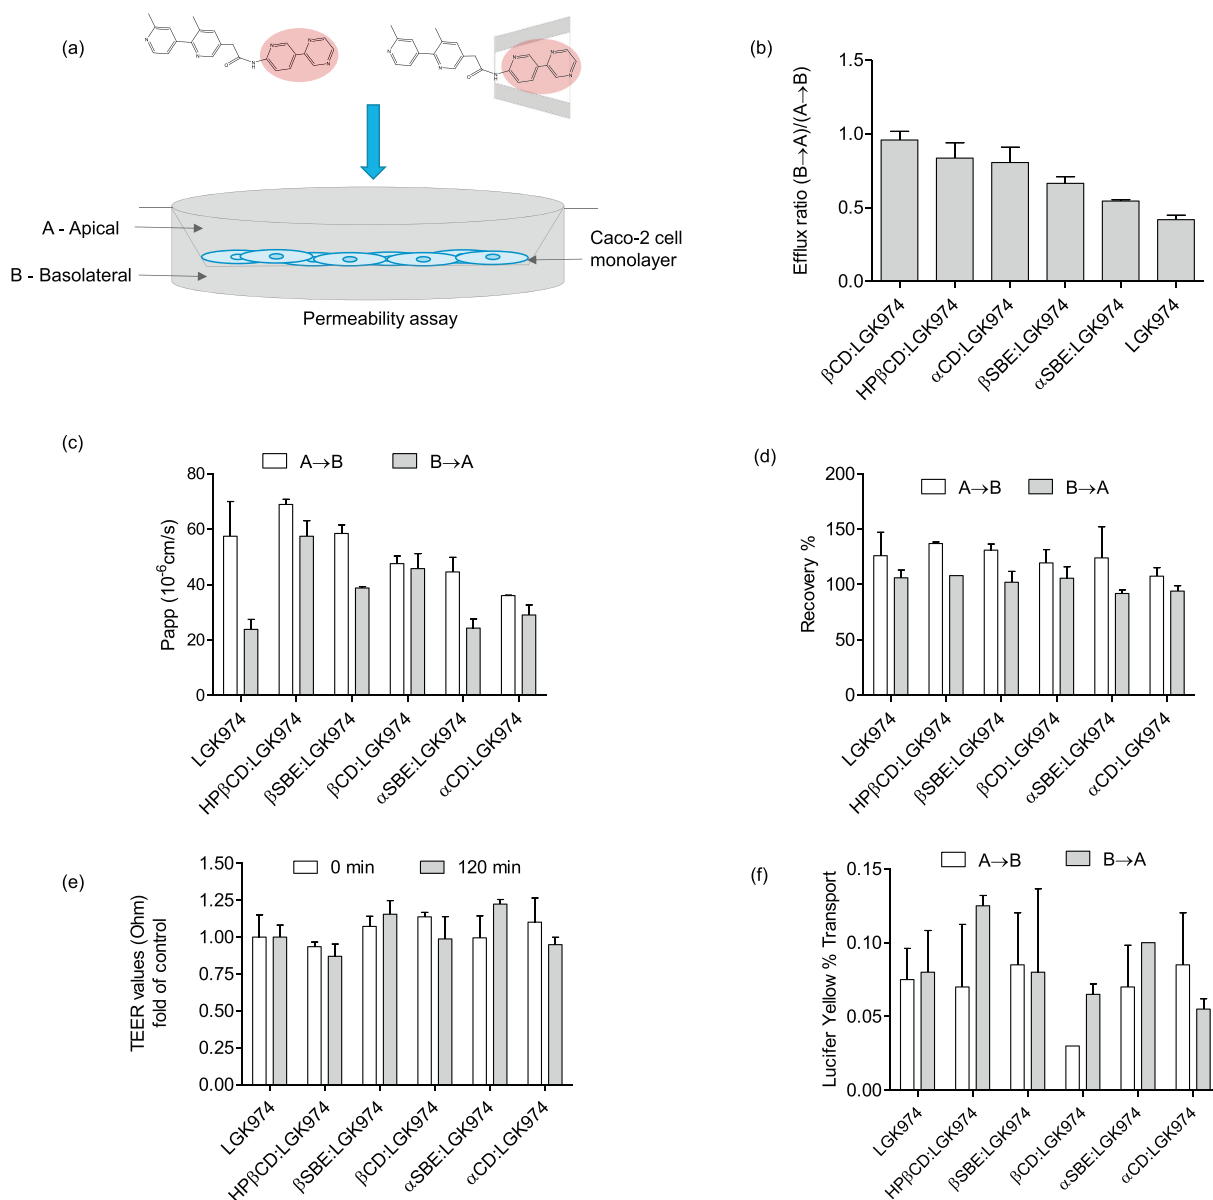 (a)
N
N
O
NH
N
N
N
N
N
O
NH
N
N
N
A - Apical
B - Basolateral
Caco-2 cell
monolayer
Permeability assay
(b)
Efflux ratio (B→A)/(A→B)
1.5
1.0
0.5
0.0
βCD:LGK974
HPβCD:LGK974
αCD:LGK974
βSBE:LGK974
αSBE:LGK974
LGK974
(c)
A→B
B→A
Papp (10⁻⁶cm/s)
80
60
40
20
0
LGK974
HPβCD:LGK974
βSBE:LGK974
βCD:LGK974
αSBE:LGK974
αCD:LGK974
(d)
A→B
B→A
Recovery %
200
150
100
50
0
LGK974
HPβCD:LGK974
βSBE:LGK974
βCD:LGK974
αSBE:LGK974
αCD:LGK974
(e)
0 min
120 min
TEER values (Ohm)
fold of control
1.50
1.25
1.00
0.75
0.50
0.25
0.00
LGK974
HPβCD:LGK974
βSBE:LGK974
βCD:LGK974
αSBE:LGK974
αCD:LGK974
(f)
A→B
B→A
Lucifer Yellow % Transport
0.15
0.10
0.05
0.00
LGK974
HPβCD:LGK974
βSBE:LGK974
βCD:LGK974
αSBE:LGK974
αCD:LGK974